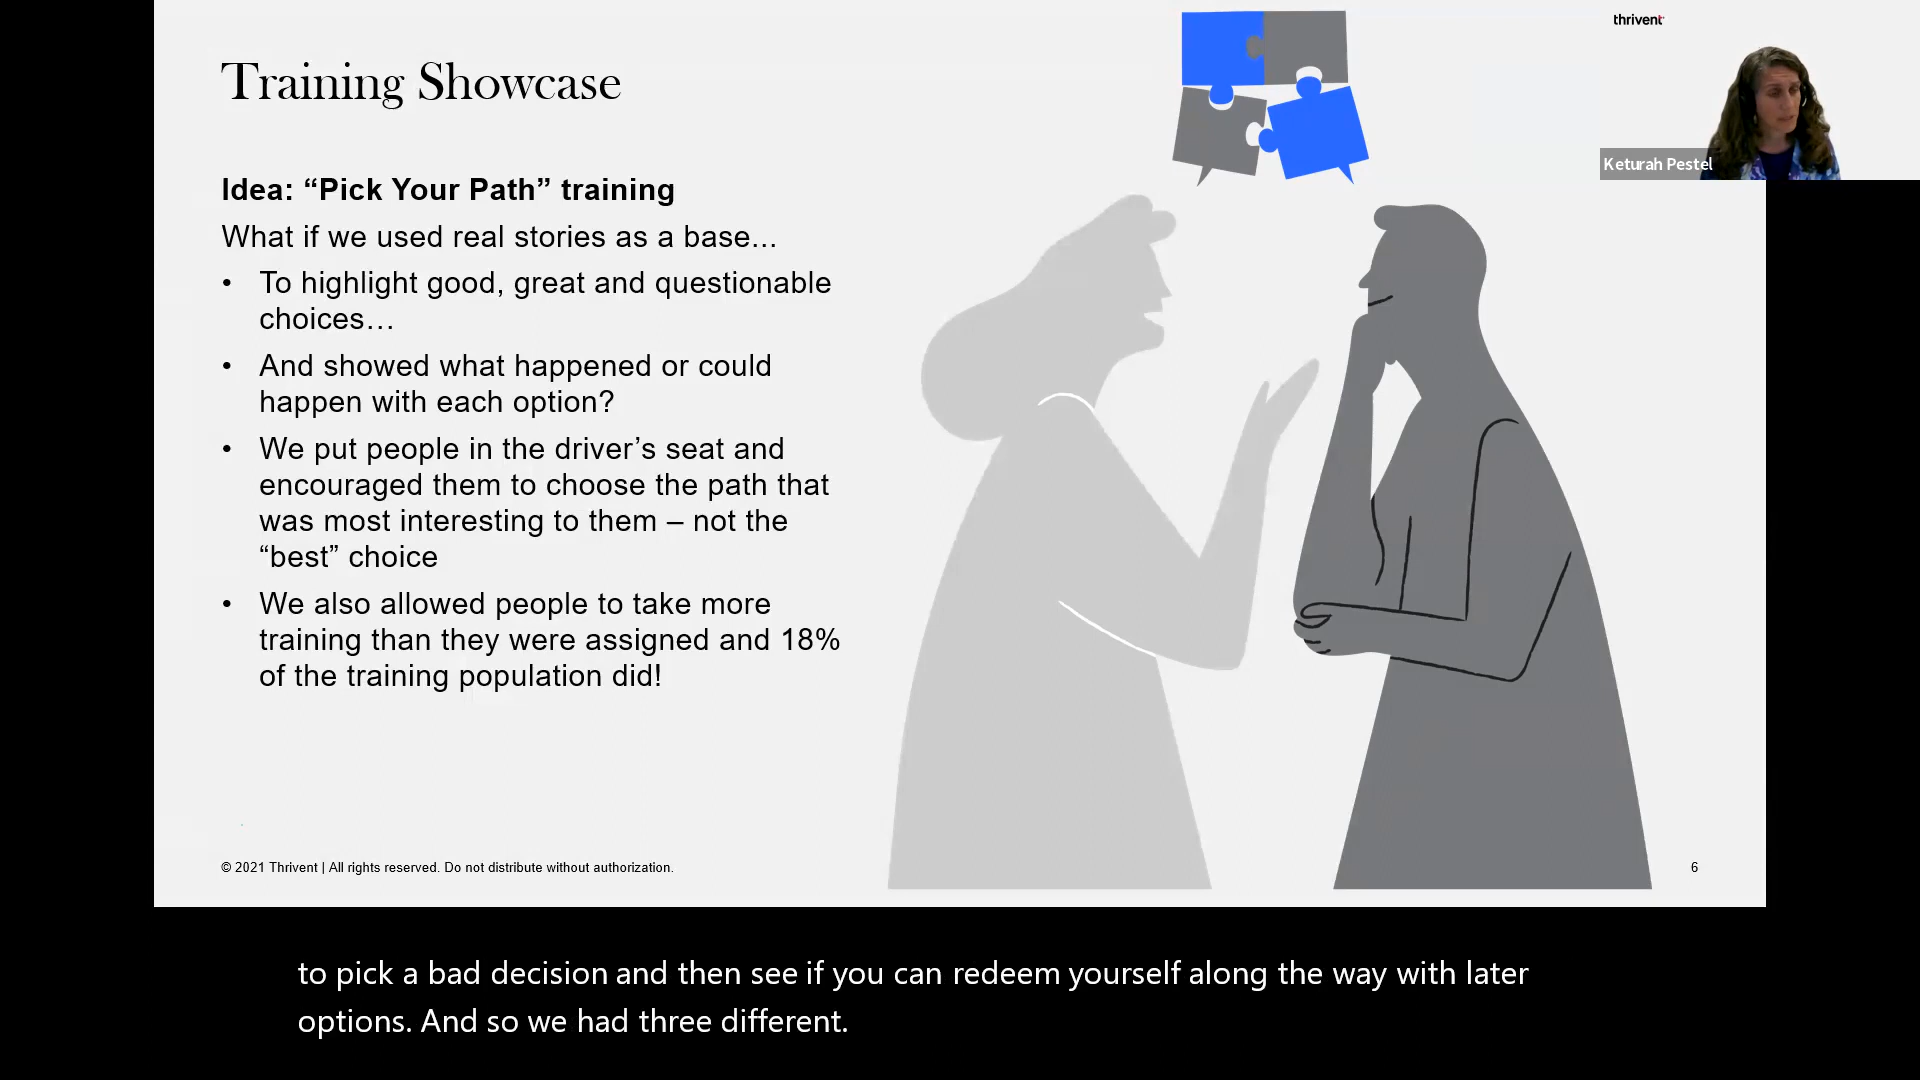 Training Showcase
thrivent
Keturah Pestel
Idea: “Pick Your Path” training
What if we used real stories as a base...
• To highlight good, great and questionable
choices…
• And showed what happened or could
happen with each option?
• We put people in the driver’s seat and
encouraged them to choose the path that
was most interesting to them – not the
“best” choice
• We also allowed people to take more
training than they were assigned and 18%
of the training population did!
© 2021 Thrivent | All rights reserved. Do not distribute without authorization.
6
to pick a bad decision and then see if you can redeem yourself along the way with later
options. And so we had three different.